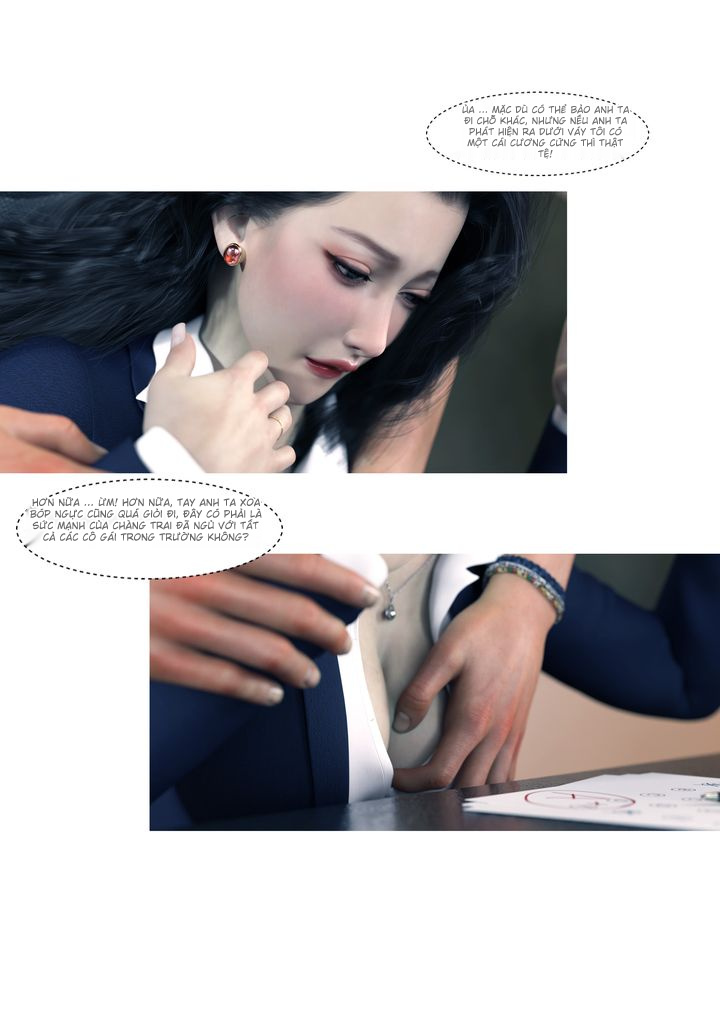 ỦA ... MẶC DÙ CÓ THỂ BẢO ANH TA
ĐI CHỖ KHÁC, NHƯNG NẾU ANH TA
PHÁT HIỆN RA DƯỚI VÁY TÔI CÓ
MỘT CÁI CƯƠNG CỨNG THÌ THẬT
TỆ!
HƠN NỮA ... ỪM! HƠN NỮA, TAY ANH TA XOA
BÓP NGỰC CŨNG QUÁ GIỎI ĐI, ĐÂY CÓ PHẢI LÀ
SỨC MẠNH CỦA CHÀNG TRAI ĐÃ NGỦ VỚI TẤT
CẢ CÁC CÔ GÁI TRONG TRƯỜNG KHÔNG?